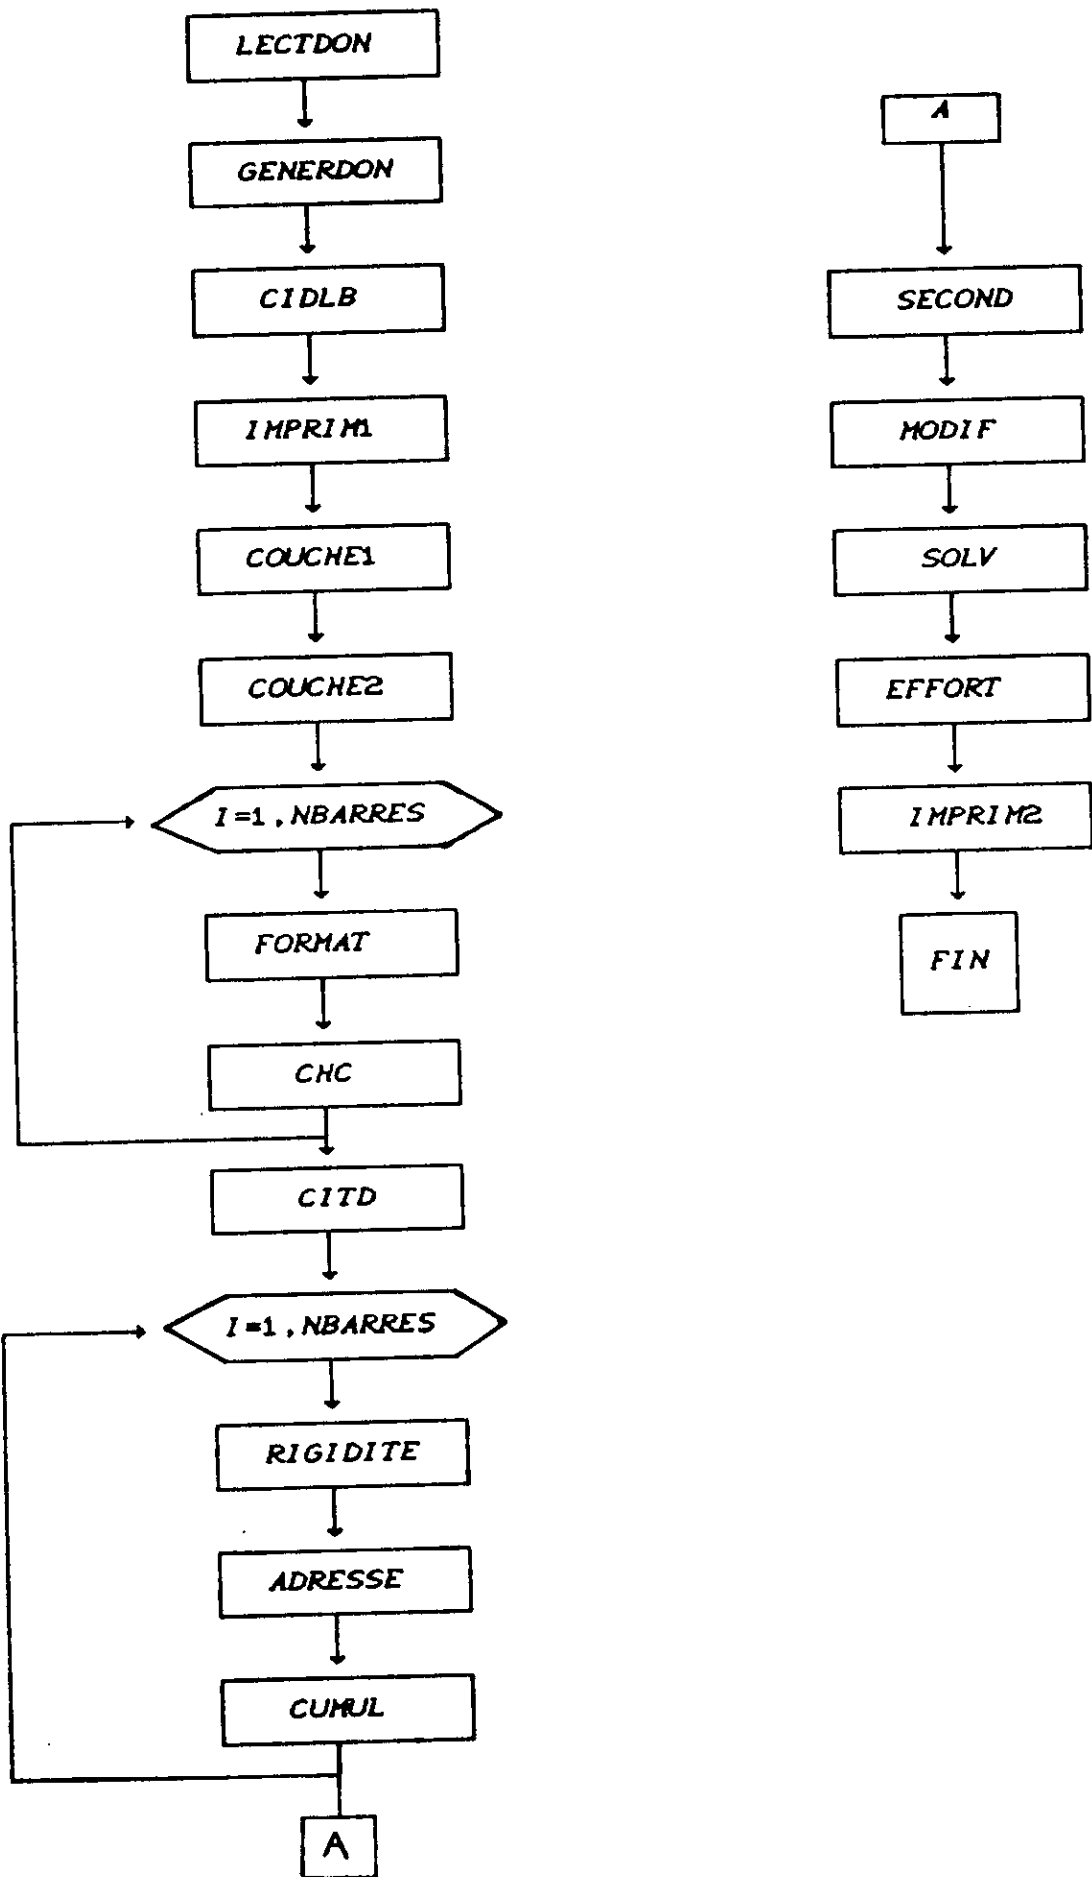 LECTDON
GENERDON
CIDLB
IMPRIM1
COUCHE1
COUCHE2
I=1, NBARRES
FORMAT
CHC
CITD
I=1, NBARRES
RIGIDITE
ADRESSE
CUMUL
A
A
SECOND
MODIF
SOLV
EFFORT
IMPRIM2
FIN